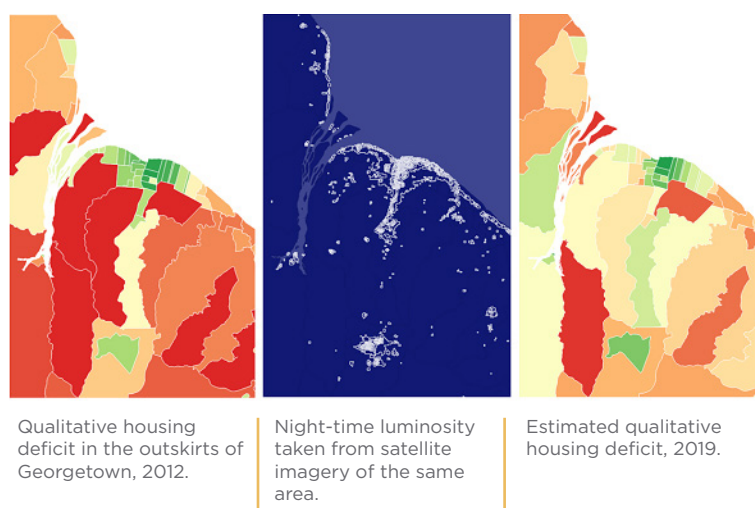 Qualitative housing
deficit in the outskirts of
Georgetown, 2012.
Night-time luminosity
taken from satellite
imagery of the same
area.
Estimated qualitative
housing deficit, 2019.